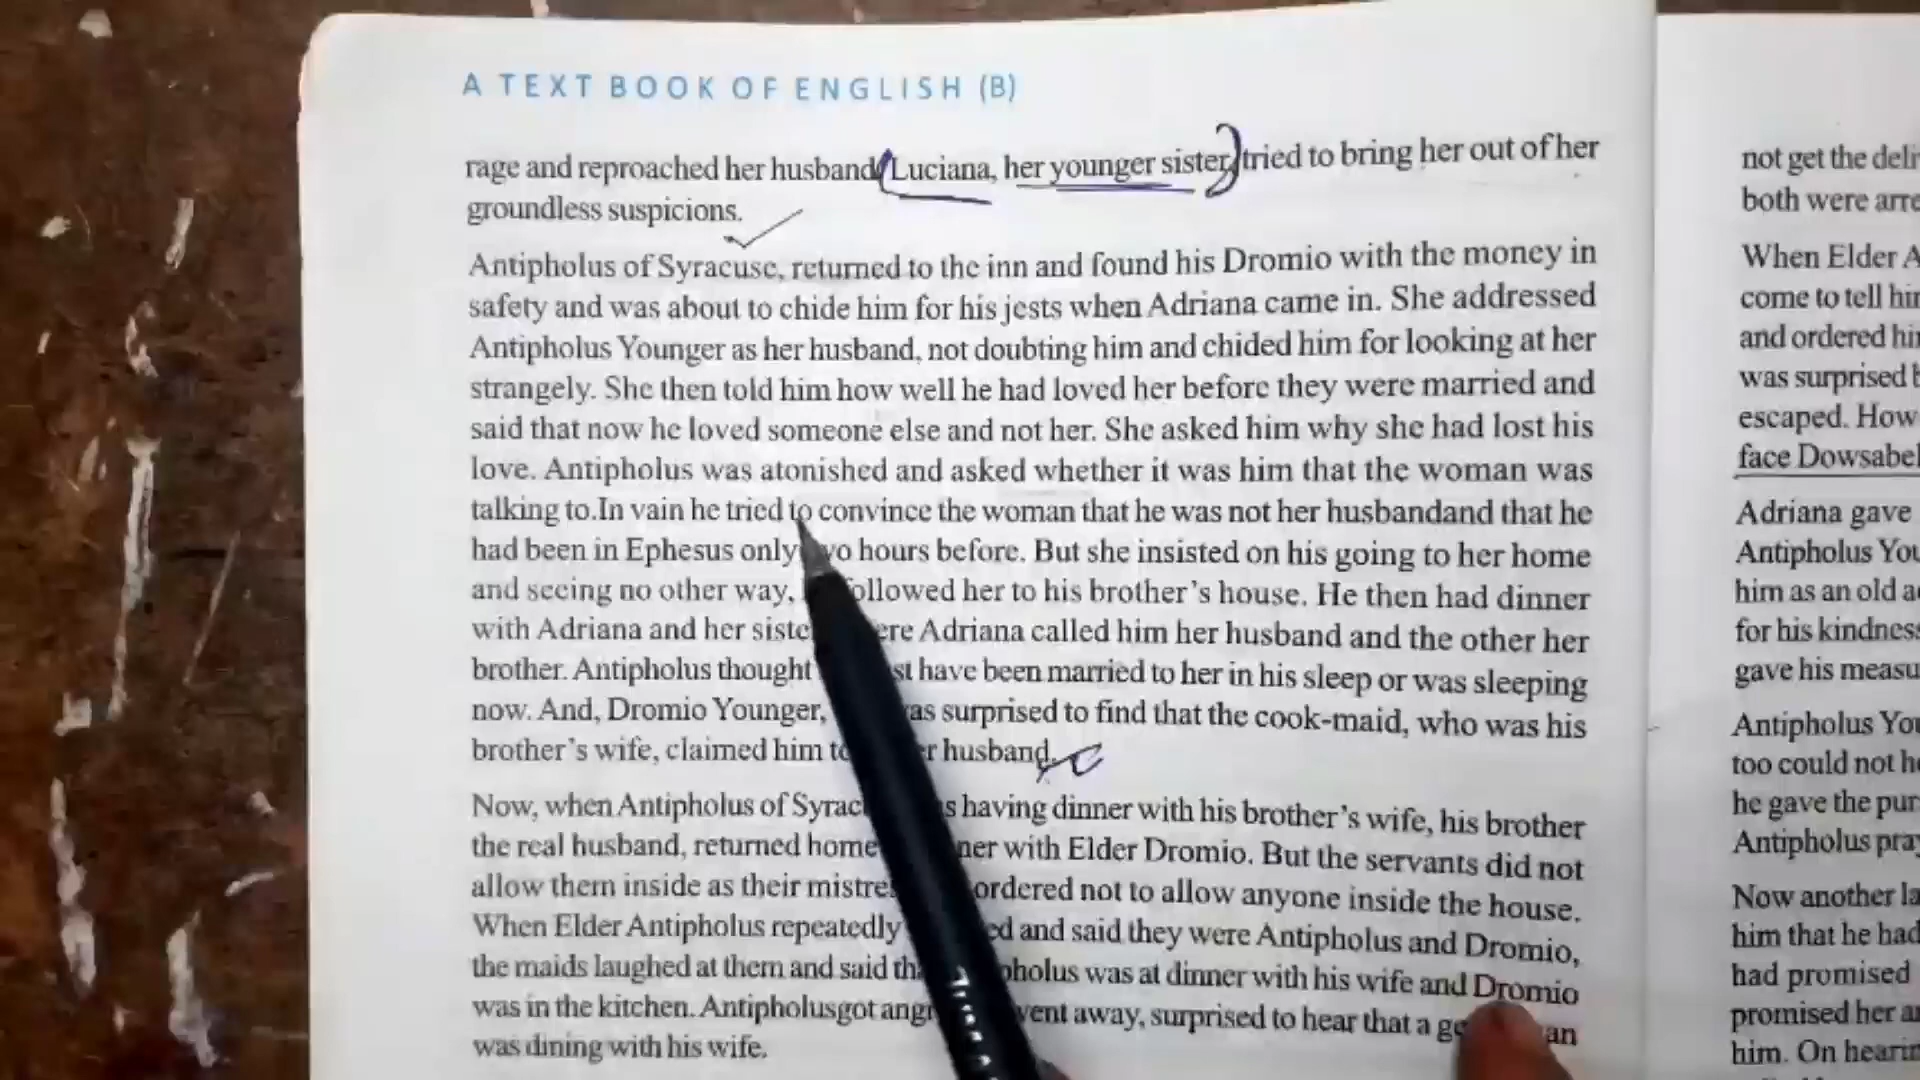 A TEXT BOOK OF ENGLISH (B)
rage and reproached her husband Luciana, her younger sister, tried to bring her out of her
groundless suspicions.
Antipholus of Syracuse, returned to the inn and found his Dromio with the money in
safety and was about to chide him for his jests when Adriana came in. She addressed
Antipholus Younger as her husband, not doubting him and chided him for looking at her
strangely. She then told him how well he had loved her before they were married and
said that now he loved someone else and not her. She asked him why she had lost his
love. Antipholus was atonished and asked whether it was him that the woman was
talking to.In vain he tried to convince the woman that he was not her husbandand that he
had been in Ephesus only hours before. But she insisted on his going to her home
and seeing no other way, followed her to his brother's house. He then had dinner
with Adriana and her Adriana called him her husband and the other her
brother. Antipholus thought have been married to her in his sleep or was sleeping
now. And, Dromio Younger, surprised to find that the cook-maid, who was his
brother's wife, claimed him husband.
Now, when Antipholus of having dinner with his brother's wife, his brother
the real husband, returned home with Elder Dromio. But the servants did not
allow them inside as their ordered not to allow anyone inside the house.
When Elder Antipholus repeatedly and said they were Antipholus and Dromio,
the maids laughed at them and said was at dinner with his wife and Dromio
was in the kitchen. Antipholusgot away, surprised to hear that a
was dining with his wife.
not get the
both were
When Elder
come to tell
and ordered
was surprised
escaped. How
face Dowsabel
Adriana gave
Antipholus
him as an old
for his
gave his
Antipholus
too could not
he gave the
Antipholus
Now another
him that he had
had promised
promised her
him. On